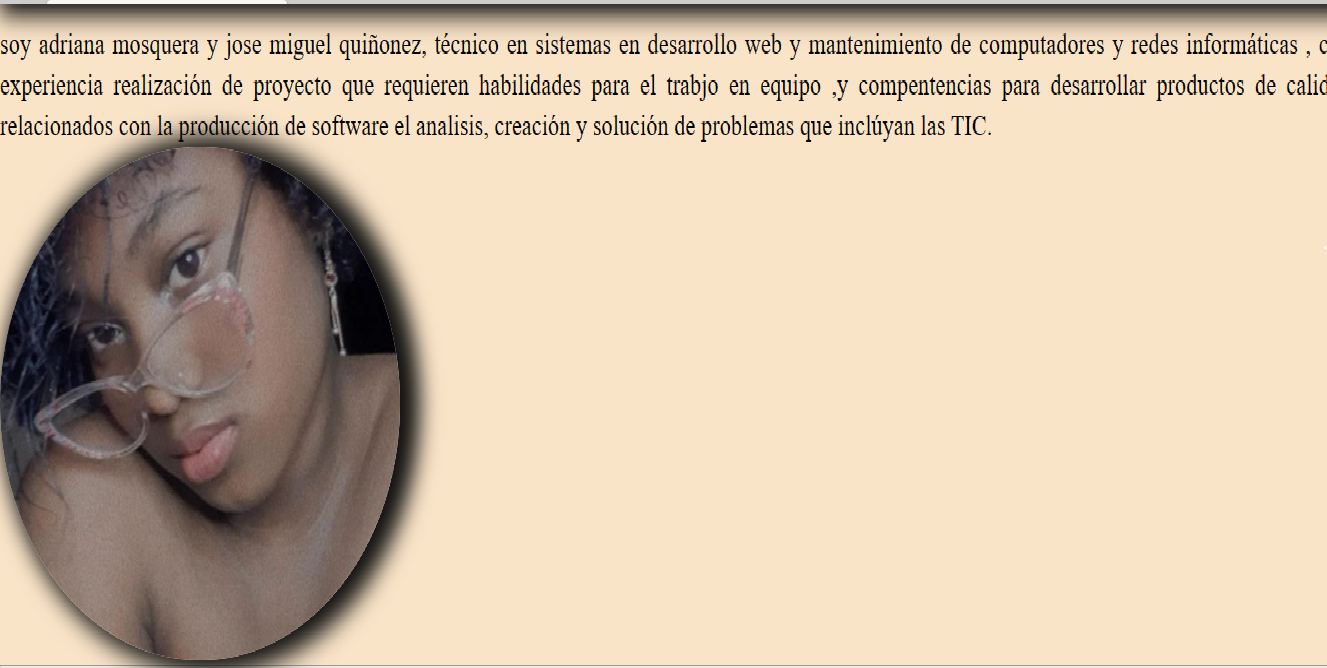 soy adriana mosquera y jose miguel quiñonez, técnico en sistemas en desarrollo web y mantenimiento de computadores y redes informáticas , c
experiencia realización de proyecto que requieren habilidades para el trabjo en equipo ,y compentencias para desarrollar productos de calid
relacionados con la producción de software el analisis, creación y solución de problemas que inclúyan las TIC.